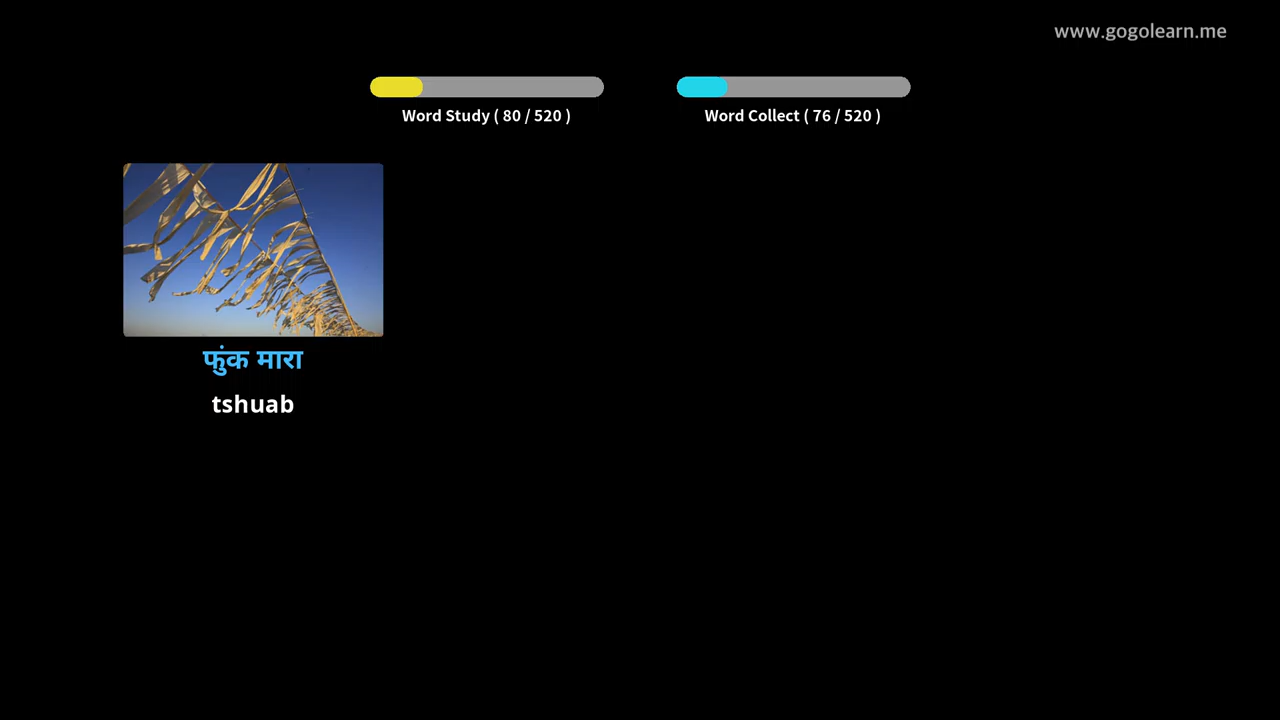 www.gogolearn.me
Word Study ( 80 / 520 )
Word Collect ( 76 / 520 )
फुंक मारा
tshuab